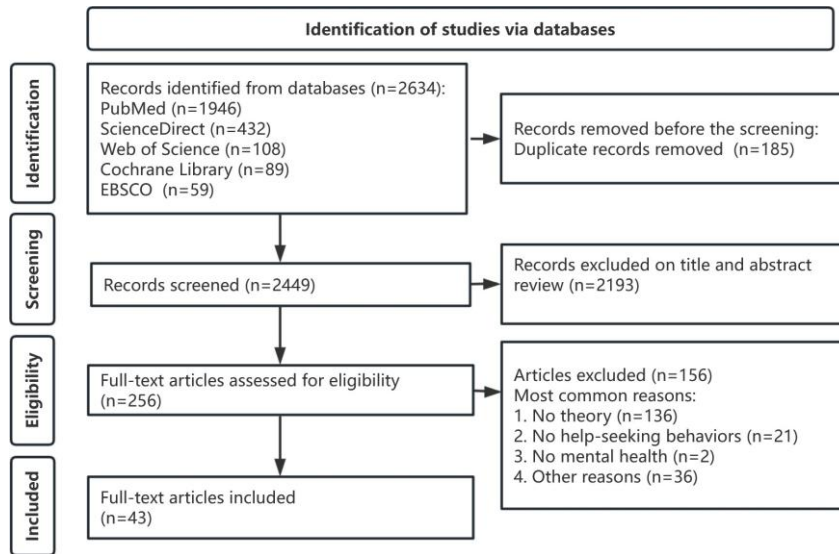 Identification of studies via databases
Identification
Records identified from databases (n=2634):
PubMed (n=1946)
ScienceDirect (n=432)
Web of Science (n=108)
Cochrane Library (n=89)
EBSCO (n=59)
Records removed before the screening:
Duplicate records removed (n=185)
Screening
Records screened (n=2449)
Records excluded on title and abstract
review (n=2193)
Eligibility
Full-text articles assessed for eligibility
(n=256)
Articles excluded (n=156)
Most common reasons:
1. No theory (n=136)
2. No help-seeking behaviors (n=21)
3. No mental health (n=2)
4. Other reasons (n=36)
Included
Full-text articles included
(n=43)